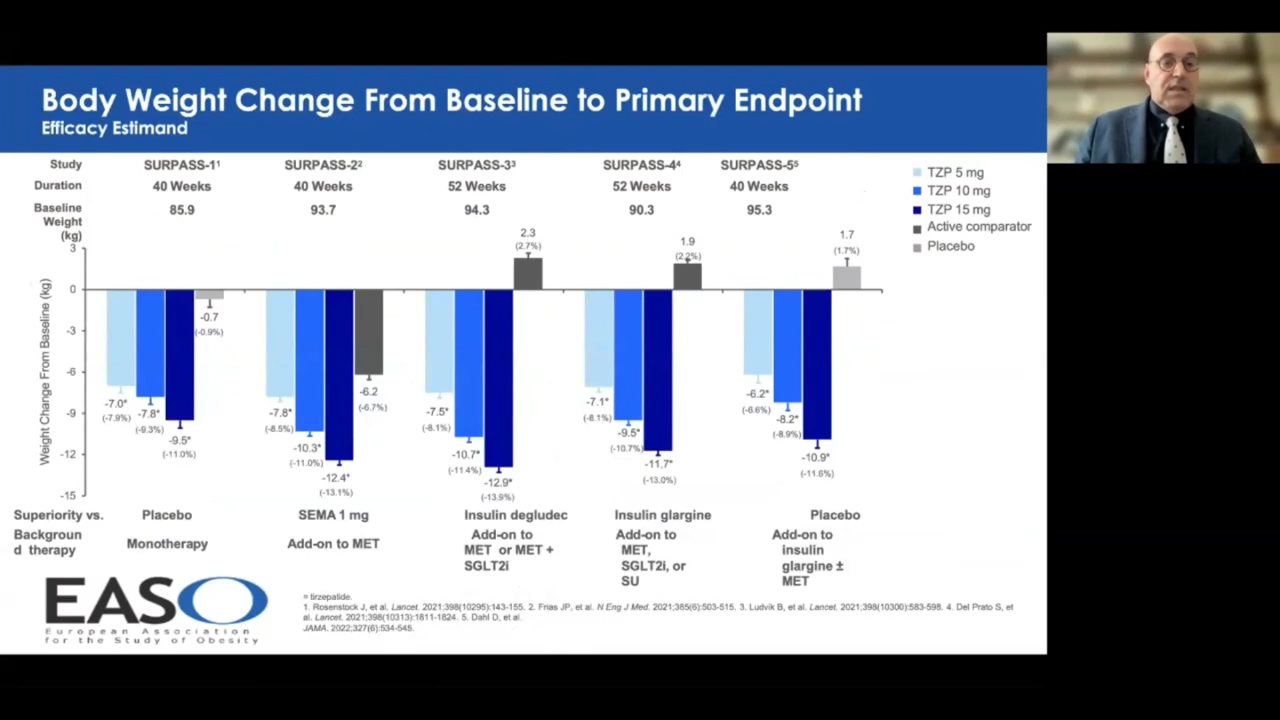 Body Weight Change From Baseline to Primary Endpoint
Efficacy Estimand
Study SURPASS-1¹ SURPASS-2² SURPASS-3³ SURPASS-4⁴ SURPASS-5⁵
Duration 40 Weeks 40 Weeks 52 Weeks 52 Weeks 40 Weeks
Baseline Weight (kg) 85.9 93.7 94.3 90.3 95.3
TZP 5 mg
TZP 10 mg
TZP 15 mg
Active comparator
Placebo
Weight Change From Baseline (kg)
3
0
-3
-6
-9
-12
-15
-7.0*
(-7.9%)
-7.8*
(-9.3%)
-9.5*
(-11.0%)
-0.7
(-0.9%)
-7.8*
(-8.5%)
-10.3*
(-11.0%)
-12.4*
(-13.1%)
-6.2
(-6.7%)
-7.5*
(-8.1%)
-10.7*
(-11.4%)
-12.9*
(-13.9%)
2.3
(2.7%)
-7.1*
(-8.1%)
-9.5*
(-10.7%)
-11.7*
(-13.0%)
1.9
(2.2%)
-6.2*
(-6.6%)
-8.2*
(-8.9%)
-10.9*
(-11.6%)
1.7
(1.7%)
Superiority vs. Placebo SEMA 1 mg Insulin degludec Insulin glargine Placebo
Backgroun
d therapy
Monotherapy
Add-on to MET
Add-on to
MET or MET +
SGLT2i
Add-on to
MET,
SGLT2i, or
SU
Add-on to
insulin
glargine ±
MET
EASO
European Association
for the Study of Obesity
= tirzepatide.
1. Rosenstock J, et al. Lancet. 2021;398(10295):143-155. 2. Frias JP, et al. N Eng J Med. 2021;385(6):503-515. 3. Ludvik B, et al. Lancet. 2021;398(10300):583-598. 4. Del Prato S, et
al. Lancet. 2021;398(10313):1811-1824. 5. Dahl D, et al.
JAMA. 2022;327(6):534-545.